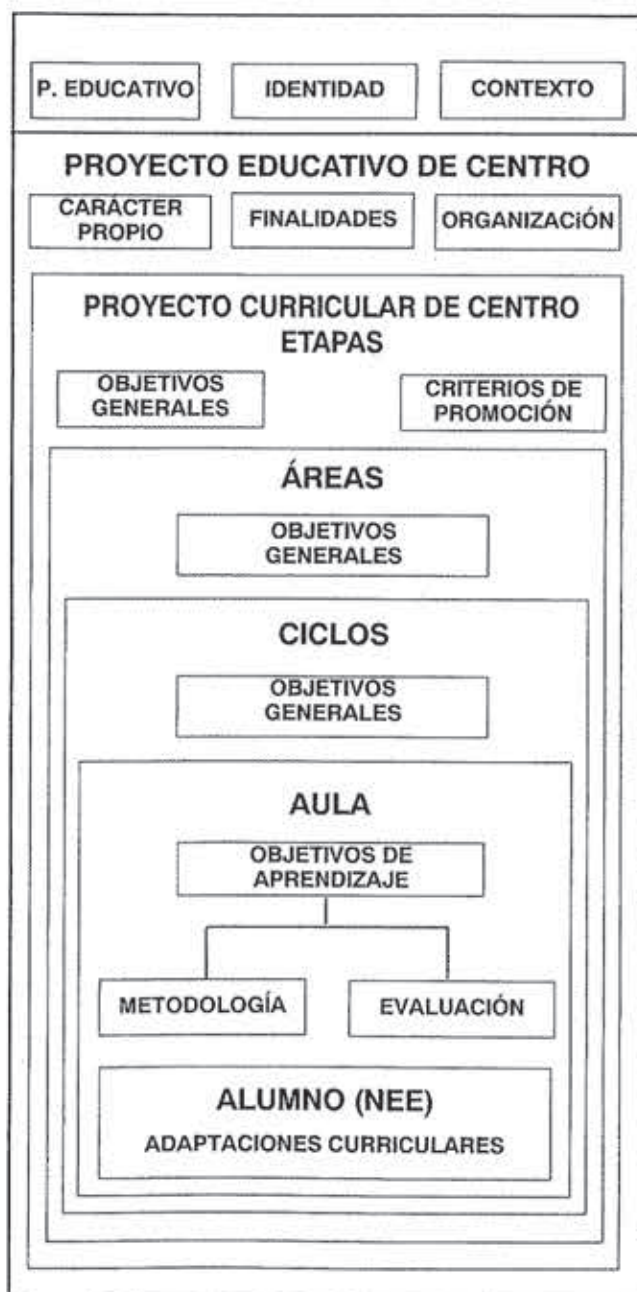 P. EDUCATIVO
IDENTIDAD
CONTEXTO
PROYECTO EDUCATIVO DE CENTRO
CARÁCTER
PROPIO
FINALIDADES
ORGANIZACiÓN
PROYECTO CURRICULAR DE CENTRO
ETAPAS
OBJETIVOS
GENERALES
CRITERIOS DE
PROMOCIÓN
ÁREAS
OBJETIVOS
GENERALES
CICLOS
OBJETIVOS
GENERALES
AULA
OBJETIVOS DE
APRENDIZAJE
METODOLOGÍA
EVALUACIÓN
ALUMNO (NEE)
ADAPTACIONES CURRICULARES